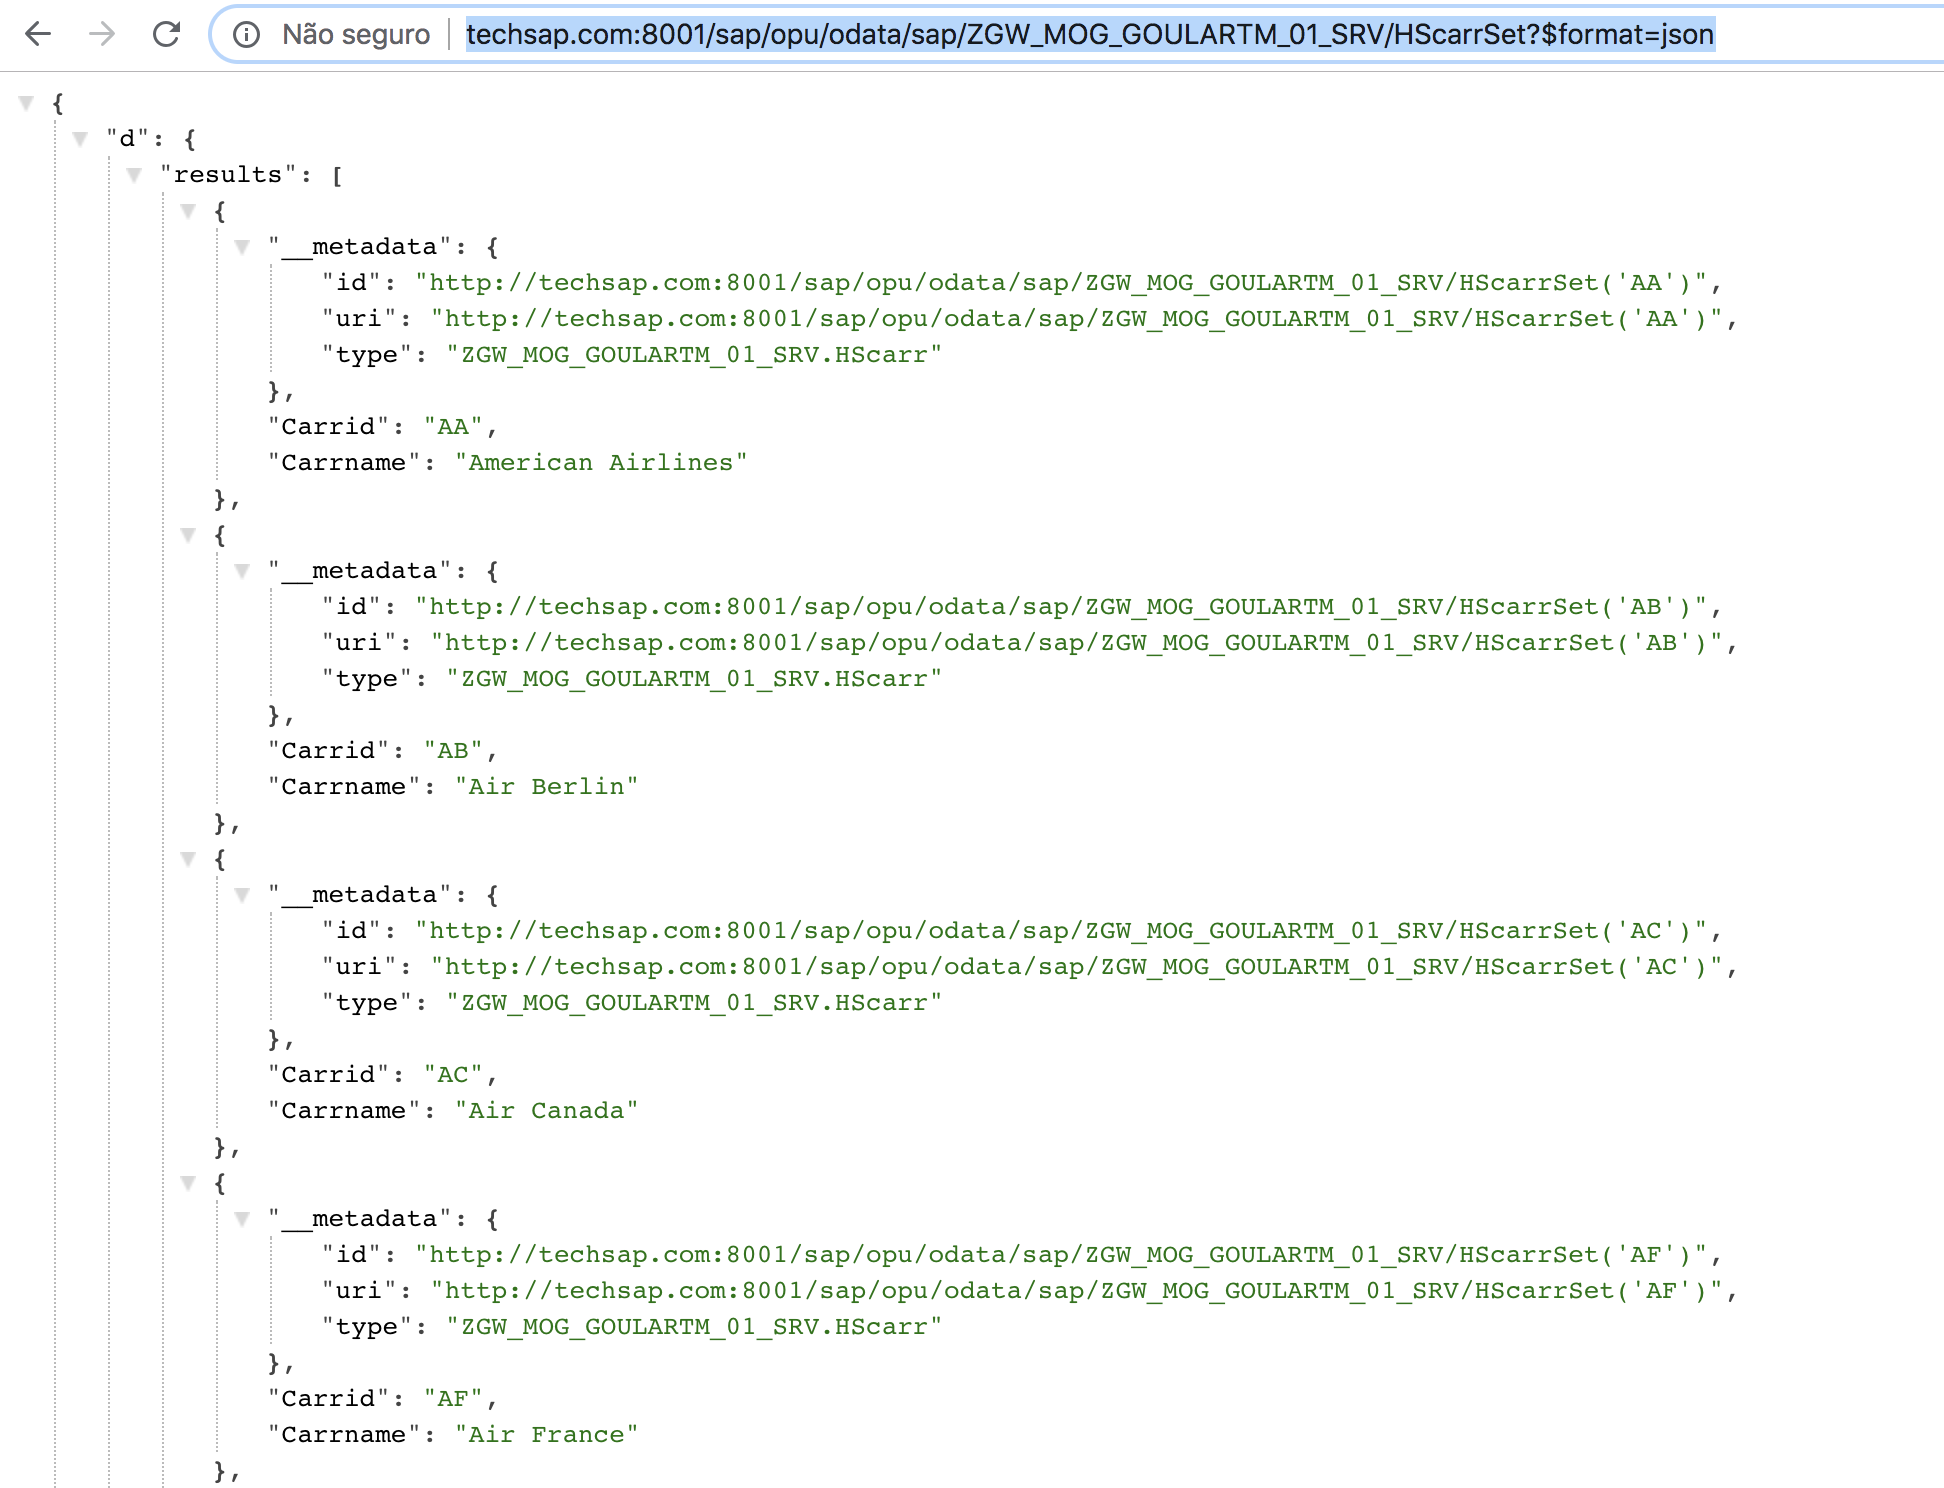 Não seguro | techsap.com:8001/sap/opu/odata/sap/ZGW_MOG_GOULARTM_01_SRV/HScarrSet?$format=json
{
"d": {
"results": [
{
"__metadata": {
"id": "http://techsap.com:8001/sap/opu/odata/sap/ZGW_MOG_GOULARTM_01_SRV/HScarrSet('AA')",
"uri": "http://techsap.com:8001/sap/opu/odata/sap/ZGW_MOG_GOULARTM_01_SRV/HScarrSet('AA')",
"type": "ZGW_MOG_GOULARTM_01_SRV.HScarr"
},
"Carrid": "AA",
"Carrname": "American Airlines"
},
{
"__metadata": {
"id": "http://techsap.com:8001/sap/opu/odata/sap/ZGW_MOG_GOULARTM_01_SRV/HScarrSet('AB')",
"uri": "http://techsap.com:8001/sap/opu/odata/sap/ZGW_MOG_GOULARTM_01_SRV/HScarrSet('AB')",
"type": "ZGW_MOG_GOULARTM_01_SRV.HScarr"
},
"Carrid": "AB",
"Carrname": "Air Berlin"
},
{
"__metadata": {
"id": "http://techsap.com:8001/sap/opu/odata/sap/ZGW_MOG_GOULARTM_01_SRV/HScarrSet('AC')",
"uri": "http://techsap.com:8001/sap/opu/odata/sap/ZGW_MOG_GOULARTM_01_SRV/HScarrSet('AC')",
"type": "ZGW_MOG_GOULARTM_01_SRV.HScarr"
},
"Carrid": "AC",
"Carrname": "Air Canada"
},
{
"__metadata": {
"id": "http://techsap.com:8001/sap/opu/odata/sap/ZGW_MOG_GOULARTM_01_SRV/HScarrSet('AF')",
"uri": "http://techsap.com:8001/sap/opu/odata/sap/ZGW_MOG_GOULARTM_01_SRV/HScarrSet('AF')",
"type": "ZGW_MOG_GOULARTM_01_SRV.HScarr"
},
"Carrid": "AF",
"Carrname": "Air France"
},